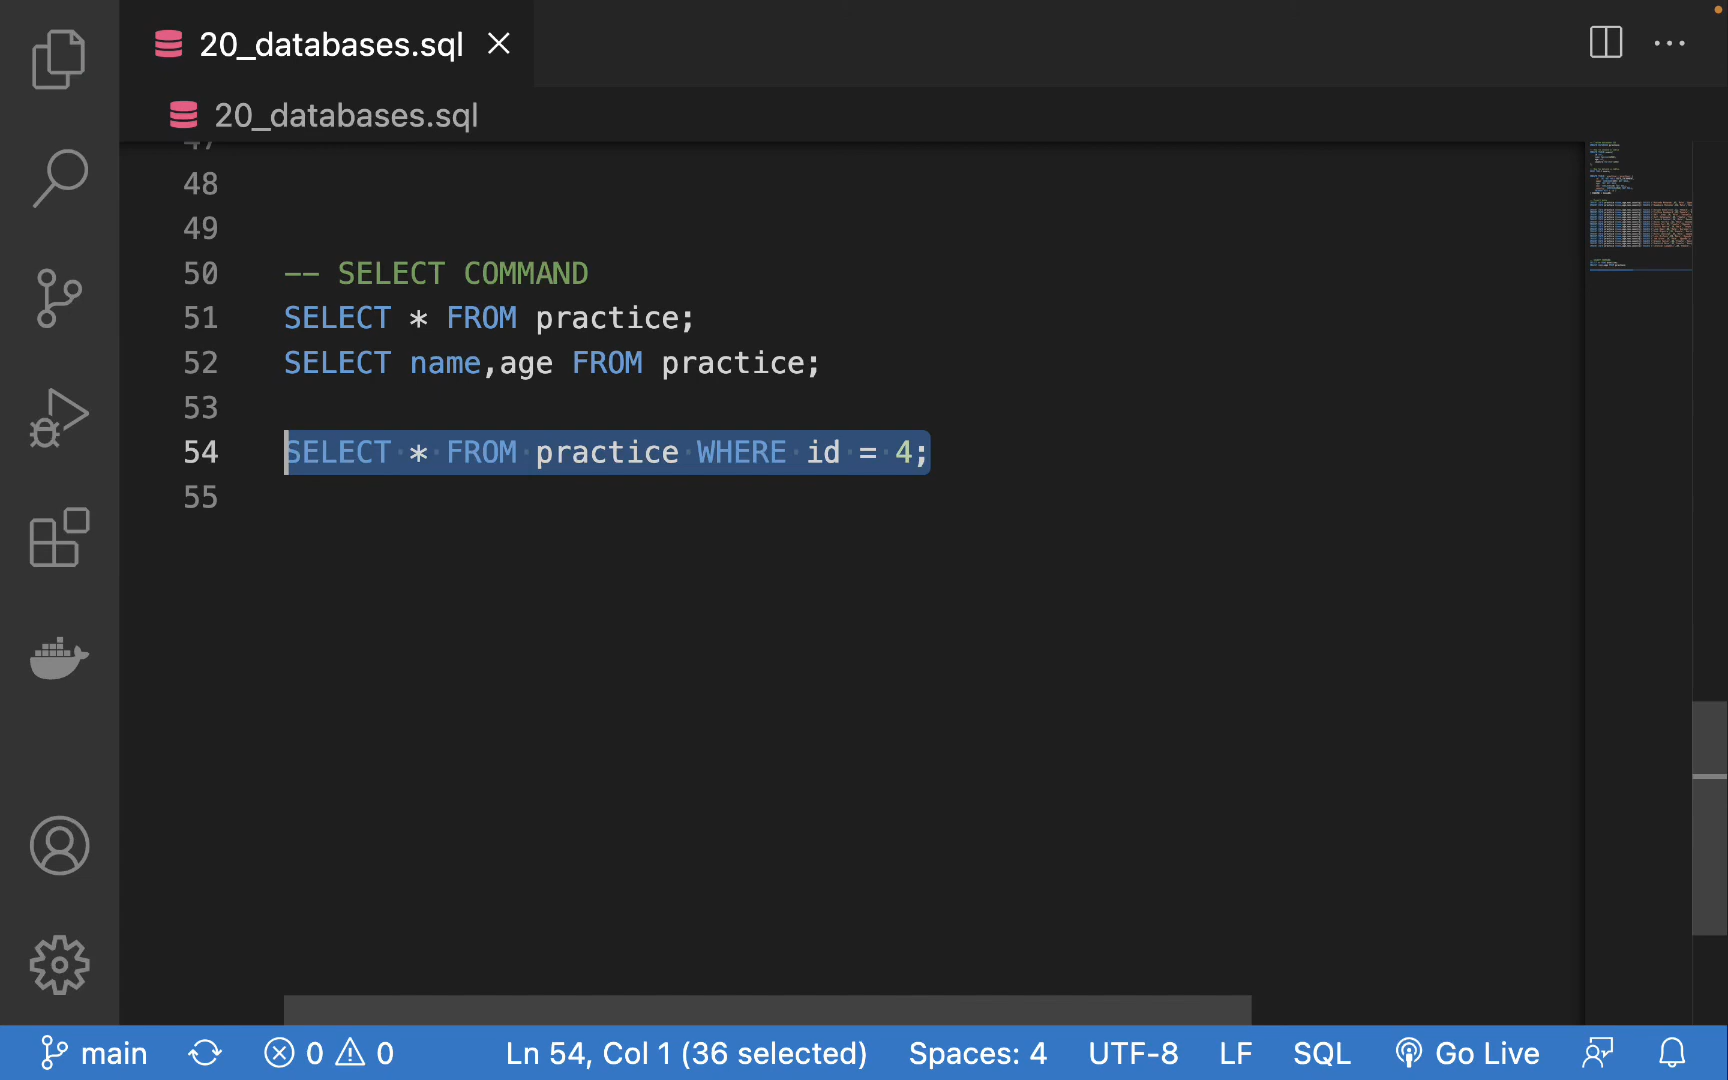 20_databases.sql
20_databases.sql
47
48
49
50 -- SELECT COMMAND
51 SELECT * FROM practice;
52 SELECT name,age FROM practice;
53
54 SELECT * FROM practice WHERE id = 4;
55
main 0 0 Ln 54, Col 1 (36 selected) Spaces: 4 UTF-8 LF SQL Go Live